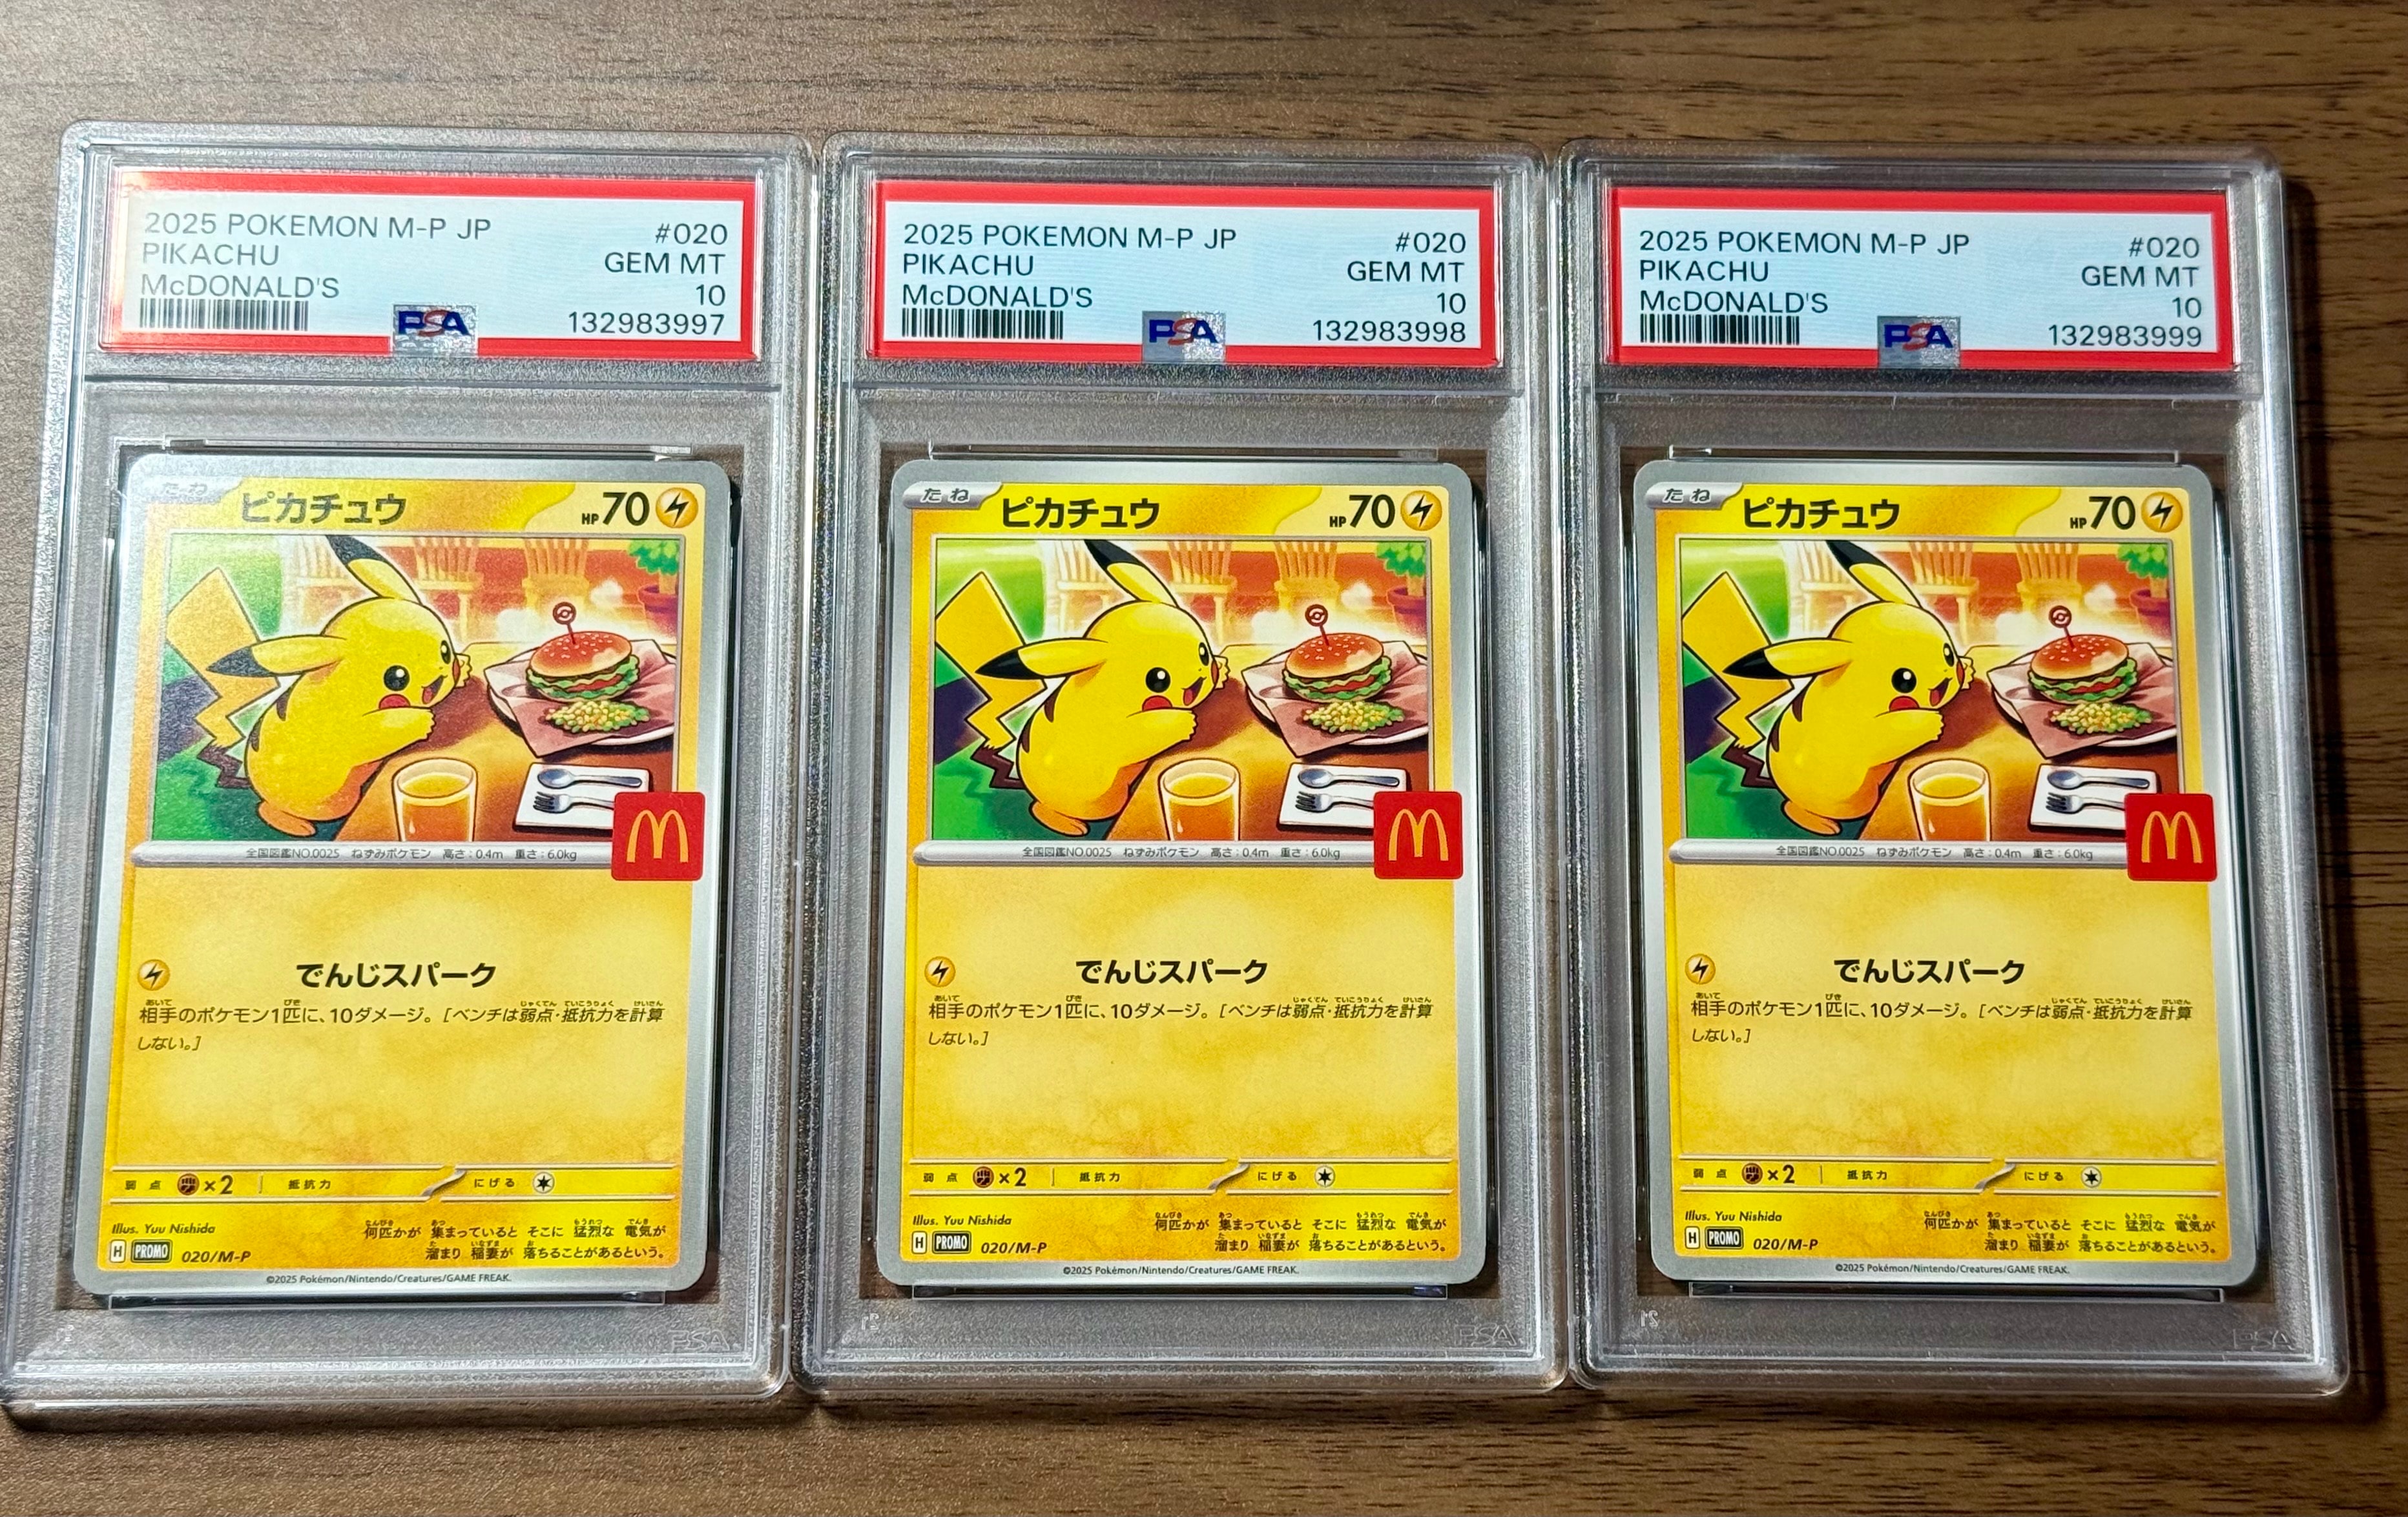 2025 POKEMON M-P JP #020
PIKACHU GEM MT
McDONALD'S 10
PSA 132983997
たね ピカチュウ HP70
全国図鑑NO.0025 ねずみポケモン 高さ:0.4m 重さ:6.0kg
でんじスパーク
相手のポケモン1匹に、10ダメージ。[ベンチは弱点・抵抗力を計算
しない。]
弱点 ×2 抵抗力 にげる
Illus. Yuu Nishida 何匹かが 集まっていると そこに 猛烈な 電気が
H PROMO 020/M-P 溜まり 稲妻が 落ちることがあるという。
©2025 Pokémon/Nintendo/Creatures/GAME FREAK.
PSA
2025 POKEMON M-P JP #020
PIKACHU GEM MT
McDONALD'S 10
PSA 132983998
たね ピカチュウ HP70
全国図鑑NO.0025 ねずみポケモン 高さ:0.4m 重さ:6.0kg
でんじスパーク
相手のポケモン1匹に、10ダメージ。[ベンチは弱点・抵抗力を計算
しない。]
弱点 ×2 抵抗力 にげる
Illus. Yuu Nishida 何匹かが 集まっていると そこに 猛烈な 電気が
H PROMO 020/M-P 溜まり 稲妻が 落ちることがあるという。
©2025 Pokémon/Nintendo/Creatures/GAME FREAK.
PSA
2025 POKEMON M-P JP #020
PIKACHU GEM MT
McDONALD'S 10
PSA 132983999
たね ピカチュウ HP70
全国図鑑NO.0025 ねずみポケモン 高さ:0.4m 重さ:6.0kg
でんじスパーク
相手のポケモン1匹に、10ダメージ。[ベンチは弱点・抵抗力を計算
しない。]
弱点 ×2 抵抗力 にげる
Illus. Yuu Nishida 何匹かが 集まっていると そこに 猛烈な 電気が
H PROMO 020/M-P 溜まり 稲妻が 落ちることがあるという。
©2025 Pokémon/Nintendo/Creatures/GAME FREAK.
PSA